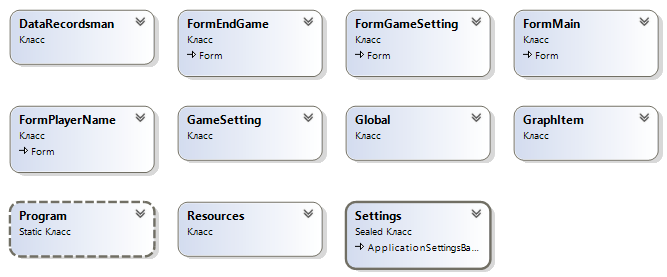 DataRecordsman
Класс
FormEndGame
Класс
Form
FormGameSetting
Класс
Form
FormMain
Класс
Form
FormPlayerName
Класс
Form
GameSetting
Класс
Global
Класс
GraphItem
Класс
Program
Static Класс
Resources
Класс
Settings
Sealed Класс
ApplicationSettingsBa...